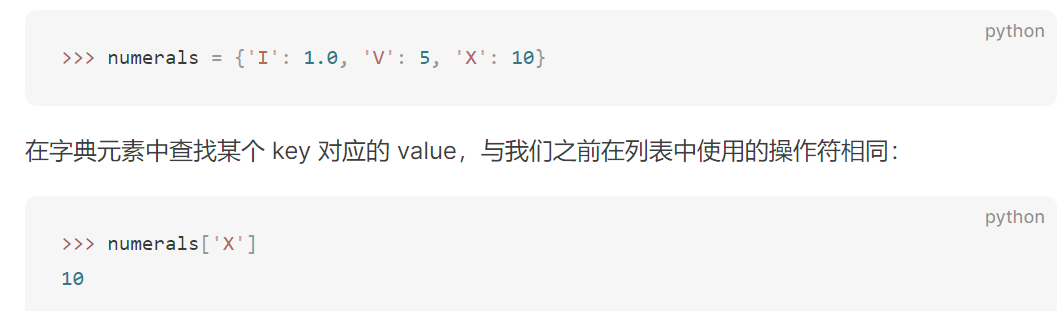 python
>>> numerals = {'I': 1.0, 'V': 5, 'X': 10}
在字典元素中查找某个 key 对应的 value，与我们之前在列表中使用的操作符相同：
python
>>> numerals['X']
10